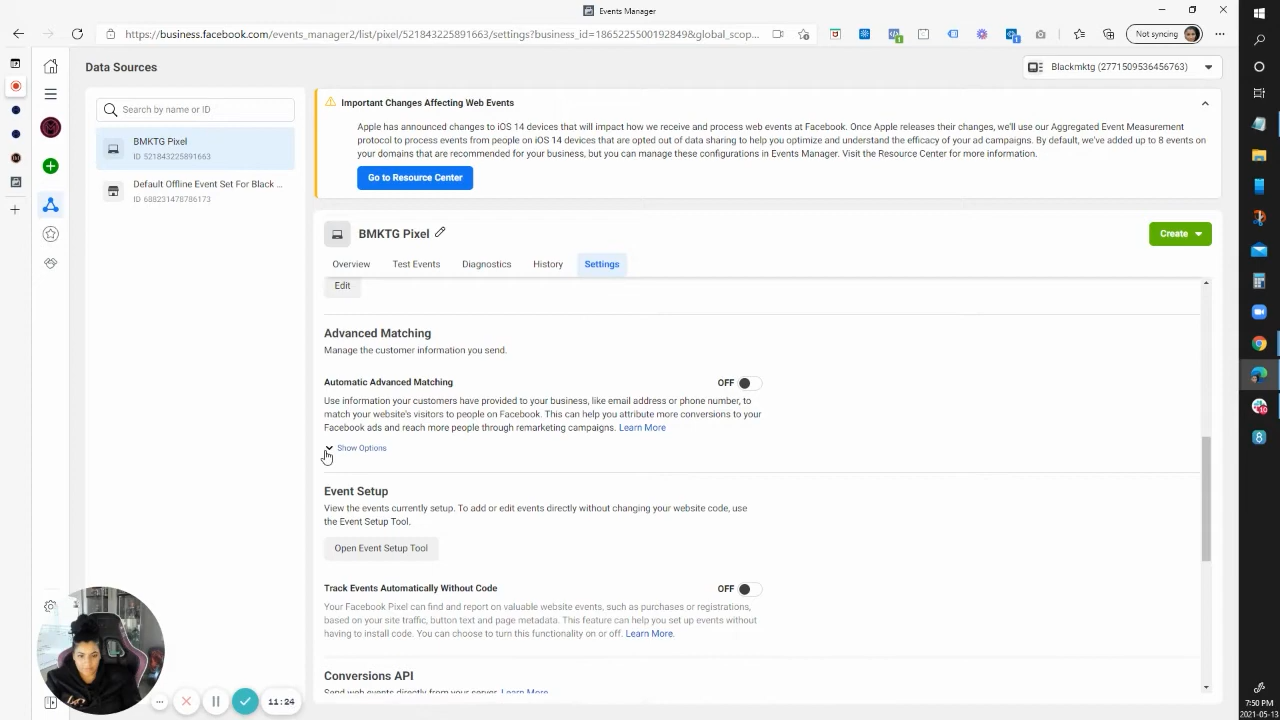 Events Manager
https://business.facebook.com/events_manager2/list/pixel/521843225891663/settings?business_id=1865225500192849&global_scop...
Not syncing
Data Sources
Blackmktg (2771509536456763)
Search by name or ID
BMKTG Pixel
ID 521843225891663
Default Offline Event Set For Black ...
ID 688231478786173
Important Changes Affecting Web Events
Apple has announced changes to iOS 14 devices that will impact how we receive and process web events at Facebook. Once Apple releases their changes, we'll use our Aggregated Event Measurement
protocol to process events from people on iOS 14 devices that are opted out of data sharing to help you optimize and understand the efficacy of your ad campaigns. By default, we've added up to 8 events on
your domains that are recommended for your business, but you can manage these configurations in Events Manager. Visit the Resource Center for more information.
Go to Resource Center
BMKTG Pixel
Create
Overview
Test Events
Diagnostics
History
Settings
Edit
Advanced Matching
Manage the customer information you send.
Automatic Advanced Matching
OFF
Use information your customers have provided to your business, like email address or phone number, to
match your website's visitors to people on Facebook. This can help you attribute more conversions to your
Facebook ads and reach more people through remarketing campaigns. Learn More
Show Options
Event Setup
View the events currently setup. To add or edit events directly without changing your website code, use
the Event Setup Tool.
Open Event Setup Tool
Track Events Automatically Without Code
OFF
Your Facebook Pixel can find and report on valuable website events, such as purchases or registrations,
based on your site traffic, button text and page metadata. This feature can help you set up events without
having to install code. You can choose to turn this functionality on or off. Learn More.
Conversions API
Send web events directly from your server. Learn More
11:24
7:50 PM
2021-05-13